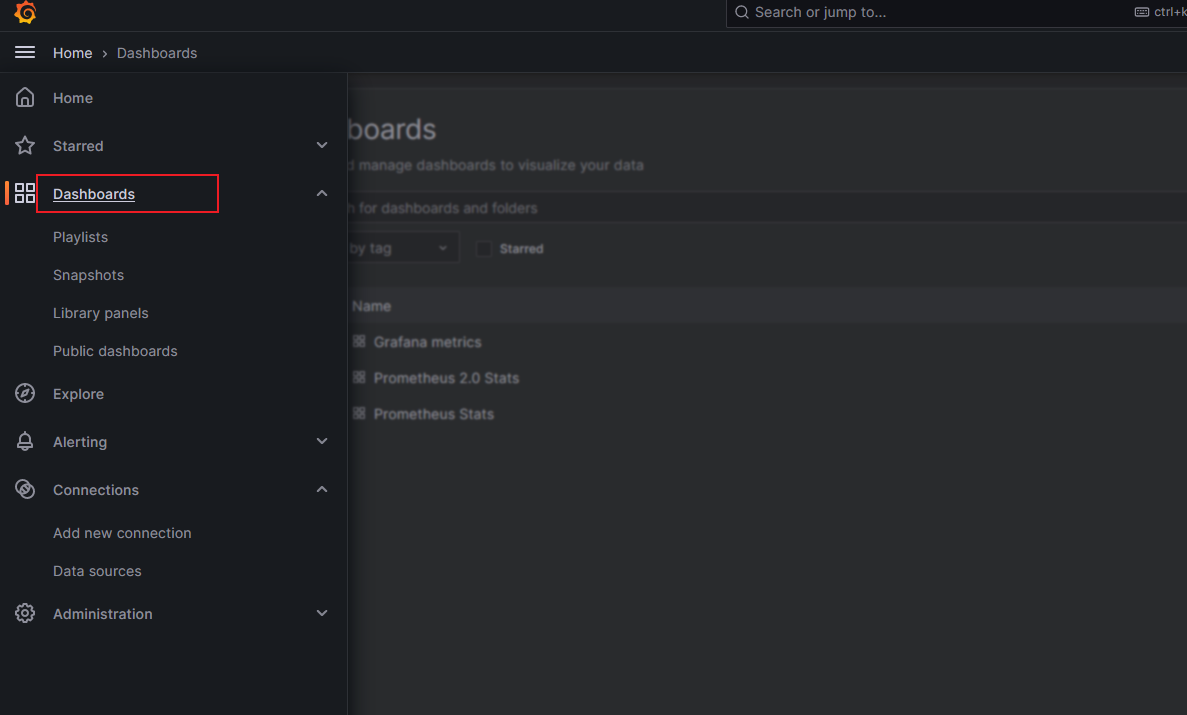 Search or jump to...
ctrl+k
Home › Dashboards
Home
Starred
Dashboards
Playlists
Snapshots
Library panels
Public dashboards
Explore
Alerting
Connections
Add new connection
Data sources
Administration
boards
d manage dashboards to visualize your data
h for dashboards and folders
by tag
Starred
Name
Grafana metrics
Prometheus 2.0 Stats
Prometheus Stats